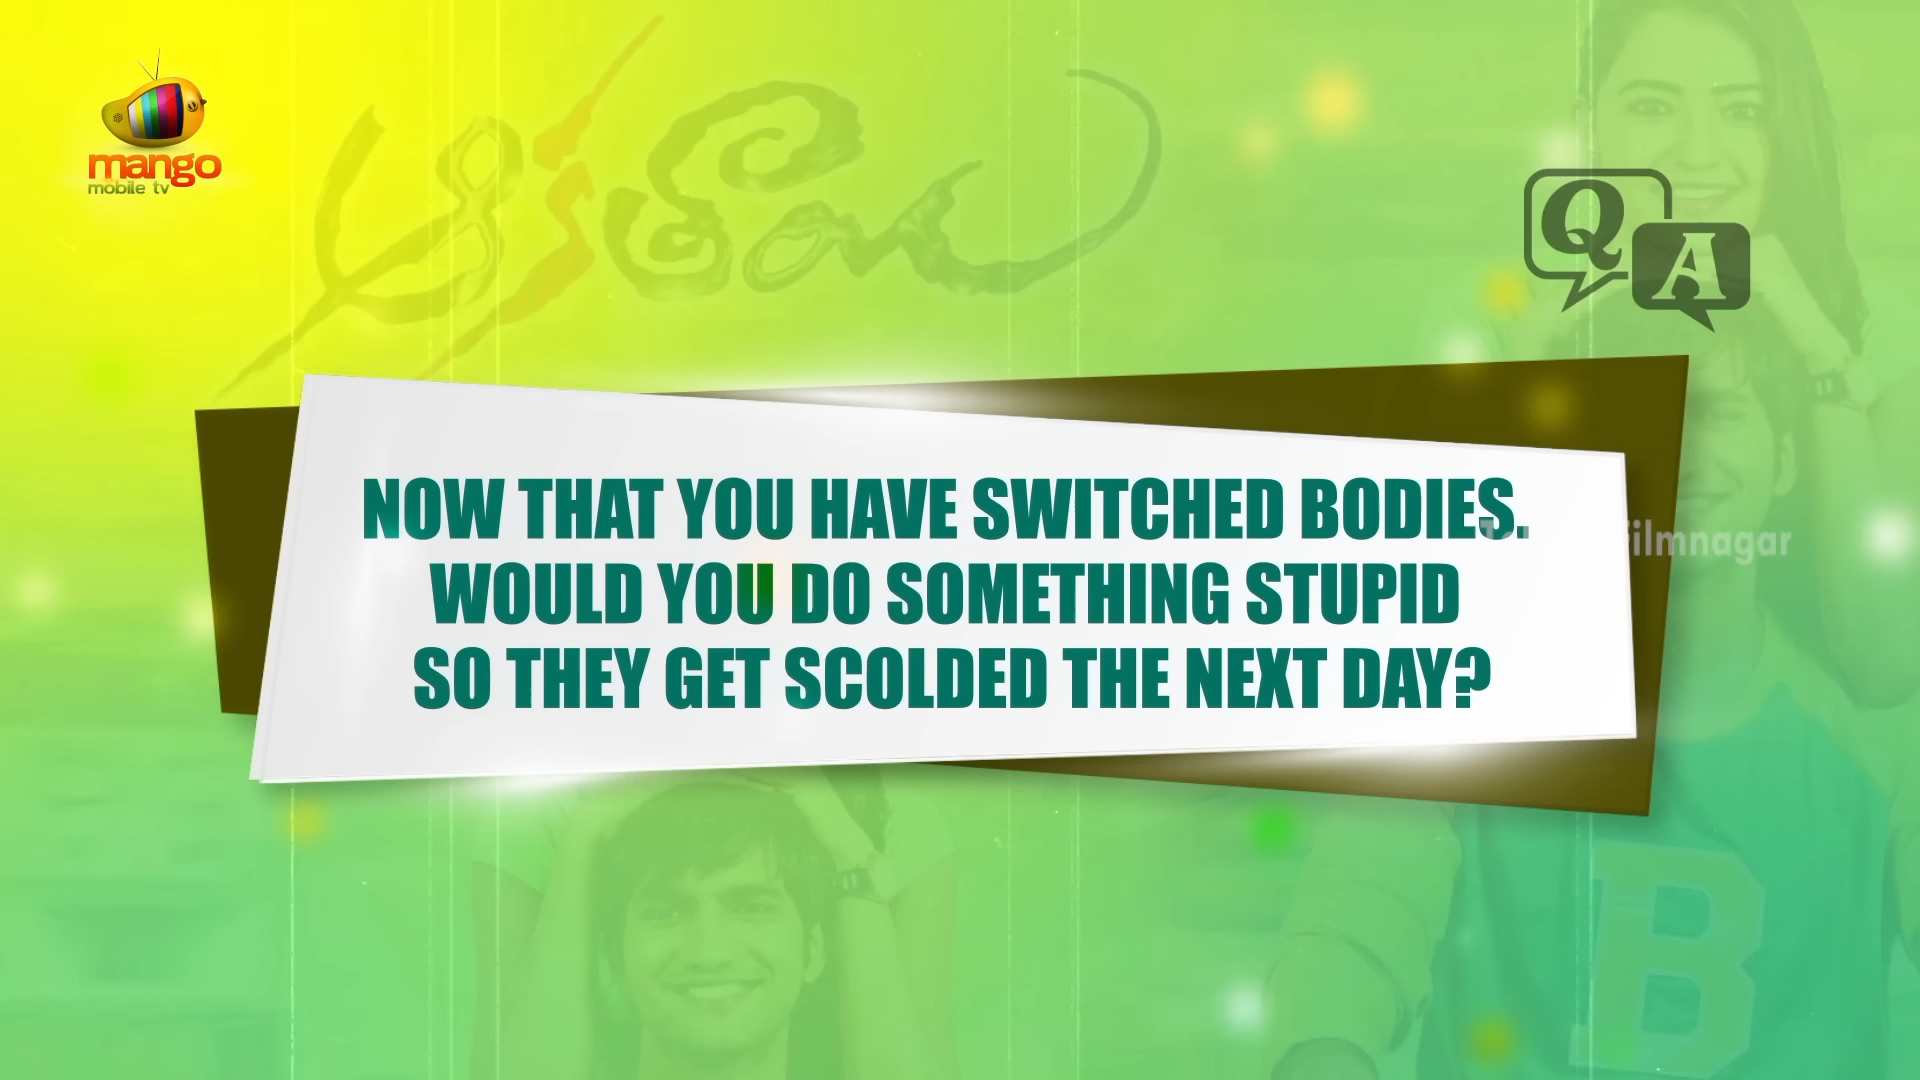 mango
mobile tv
Q
A
NOW THAT YOU HAVE SWITCHED BODIES.
WOULD YOU DO SOMETHING STUPID
SO THEY GET SCOLDED THE NEXT DAY?
filmnagar
B